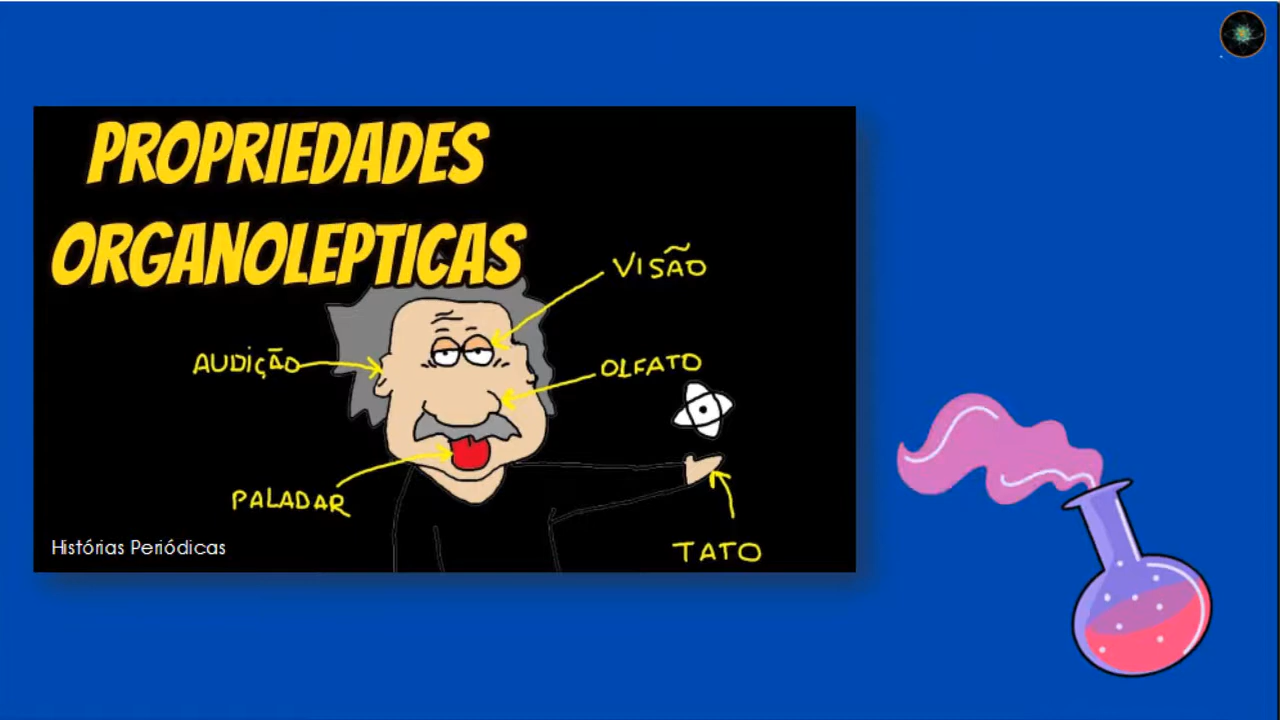 PROPRIEDADES
ORGANOLEPTICAS
VISÃO
AUDIÇÃO
OLFATO
PALADAR
Histórias Periódicas
TATO